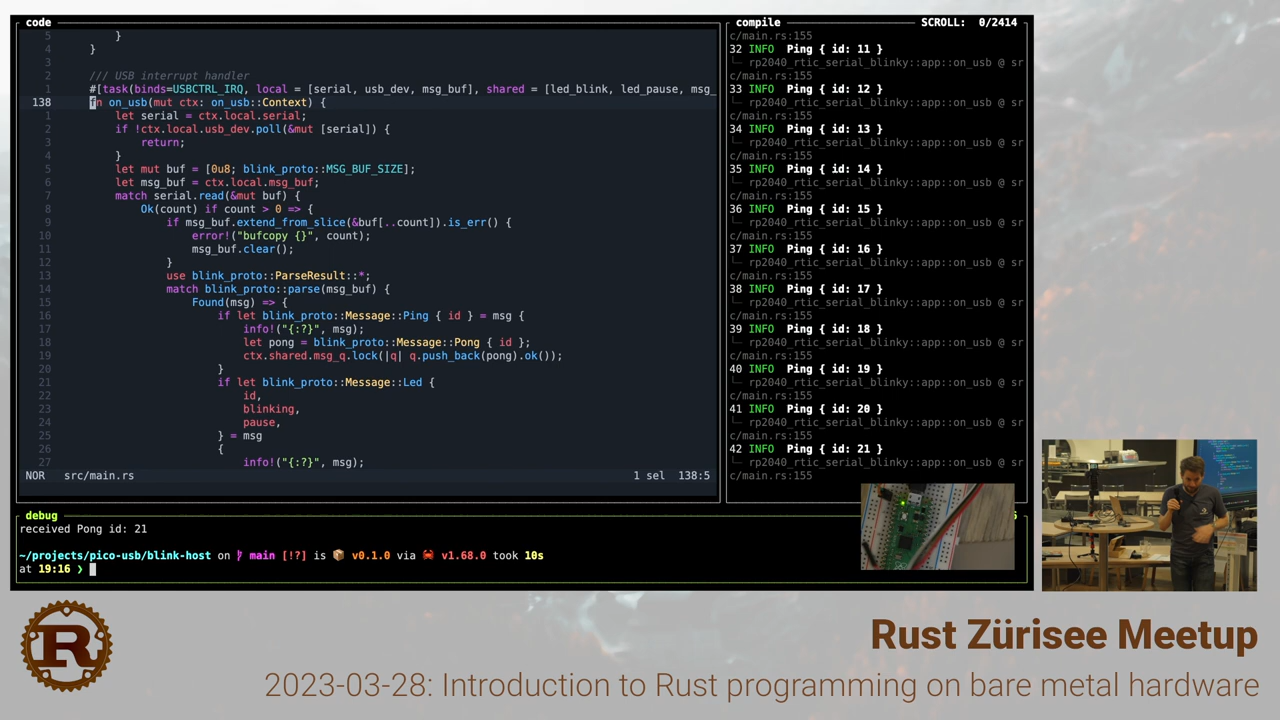 code
5 }
4 }
3
2 /// USB interrupt handler
1 #[task(binds=USBCTRL_IRQ, local = [serial, usb_dev, msg_buf], shared = [led_blink, led_pause, msg_
138 fn on_usb(mut ctx: on_usb::Context) {
1 let serial = ctx.local.serial;
2 if !ctx.local.usb_dev.poll(&mut [serial]) {
3 return;
4 }
5 let mut buf = [0u8; blink_proto::MSG_BUF_SIZE];
6 let msg_buf = ctx.local.msg_buf;
7 match serial.read(&mut buf) {
8 Ok(count) if count > 0 => {
9 if msg_buf.extend_from_slice(&buf[..count]).is_err() {
10 error!("bufcopy {}", count);
11 msg_buf.clear();
12 }
13 use blink_proto::ParseResult::*;
14 match blink_proto::parse(msg_buf) {
15 Found(msg) => {
16 if let blink_proto::Message::Ping { id } = msg {
17 info!("{:?}", msg);
18 let pong = blink_proto::Message::Pong { id };
19 ctx.shared.msg_q.lock(|q| q.push_back(pong).ok());
20 }
21 if let blink_proto::Message::Led {
22 id,
23 blinking,
24 pause,
25 } = msg
26 {
27 info!("{:?}", msg);
NOR src/main.rs 1 sel 138:5
compile SCROLL: 0/2414
c/main.rs:155
32 INFO Ping { id: 11 }
└─ rp2040_rtic_serial_blinky::app::on_usb @ sr
c/main.rs:155
33 INFO Ping { id: 12 }
└─ rp2040_rtic_serial_blinky::app::on_usb @ sr
c/main.rs:155
34 INFO Ping { id: 13 }
└─ rp2040_rtic_serial_blinky::app::on_usb @ sr
c/main.rs:155
35 INFO Ping { id: 14 }
└─ rp2040_rtic_serial_blinky::app::on_usb @ sr
c/main.rs:155
36 INFO Ping { id: 15 }
└─ rp2040_rtic_serial_blinky::app::on_usb @ sr
c/main.rs:155
37 INFO Ping { id: 16 }
└─ rp2040_rtic_serial_blinky::app::on_usb @ sr
c/main.rs:155
38 INFO Ping { id: 17 }
└─ rp2040_rtic_serial_blinky::app::on_usb @ sr
c/main.rs:155
39 INFO Ping { id: 18 }
└─ rp2040_rtic_serial_blinky::app::on_usb @ sr
c/main.rs:155
40 INFO Ping { id: 19 }
└─ rp2040_rtic_serial_blinky::app::on_usb @ sr
c/main.rs:155
41 INFO Ping { id: 20 }
└─ rp2040_rtic_serial_blinky::app::on_usb @ sr
c/main.rs:155
42 INFO Ping { id: 21 }
└─ rp2040_rtic_serial_blinky::app::on_usb @ sr
c/main.rs:155
debug
received Pong id: 21
~/projects/pico-usb/blink-host on main [!?] is 📦 v0.1.0 via 🦀 v1.68.0 took 10s
at 19:16 ❯
R
Rust Zürisee Meetup
2023-03-28: Introduction to Rust programming on bare metal hardware